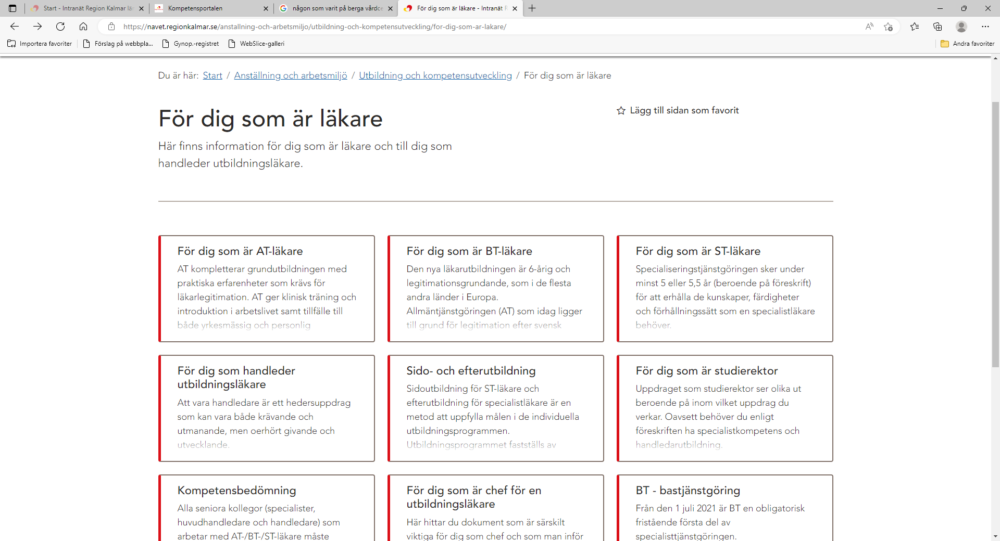 Start - Intranät Region Kalmar lär
Kompetensportalen
någon som varit på berga vårdce
För dig som är läkare - Intranät R
https://navet.regionkalmar.se/anstallning-och-arbetsmiljo/utbildning-och-kompetensutveckling/for-dig-som-ar-lakare/
Importera favoriter
Förslag på webbpla...
Gynop.-registret
WebSlice-galleri
Andra favoriter
Du är här: Start / Anställning och arbetsmiljö / Utbildning och kompetensutveckling / För dig som är läkare
För dig som är läkare
Lägg till sidan som favorit
Här finns information för dig som är läkare och till dig som
handleder utbildningsläkare.
För dig som är AT-läkare
AT kompletterar grundutbildningen med
praktiska erfarenheter som krävs för
läkarlegitimation. AT ger klinisk träning och
introduktion i arbetslivet samt tillfälle till
både yrkesmässig och personlig
För dig som är BT-läkare
Den nya läkarutbildningen är 6-årig och
legitimationsgrundande, som i de flesta
andra länder i Europa.
Allmäntjänstgöringen (AT) som idag ligger
till grund för legitimation efter svensk
För dig som är ST-läkare
Specialiseringstjänstgöringen sker under
minst 5 eller 5,5 år (beroende på föreskrift)
för att erhålla de kunskaper, färdigheter
och förhållningssätt som en specialistläkare
behöver.
För dig som handleder
utbildningsläkare
Att vara handledare är ett hedersuppdrag
som kan vara både krävande och
utmanande, men oerhört givande och
utvecklande.
Sido- och efterutbildning
Sidoutbildning för ST-läkare och
efterutbildning för specialistläkare är en
metod att uppfylla målen i de individuella
utbildningsprogrammen.
Utbildningsprogrammet fastställs av
För dig som är studierektor
Uppdraget som studierektor ser olika ut
beroende på inom vilket uppdrag du
verkar. Oavsett behöver du enligt
föreskriften ha specialistkompetens och
handledarutbildning.
Kompetensbedömning
Alla seniora kollegor (specialister,
huvudhandledare och handledare) som
arbetar med AT-/BT-/ST-läkare måste
För dig som är chef för en
utbildningsläkare
Här hittar du dokument som är särskilt
viktiga för dig som chef och som man inför
BT - bastjänstgöring
Från den 1 juli 2021 är BT en obligatorisk
fristående första del av
specialisttjänstgöringen.